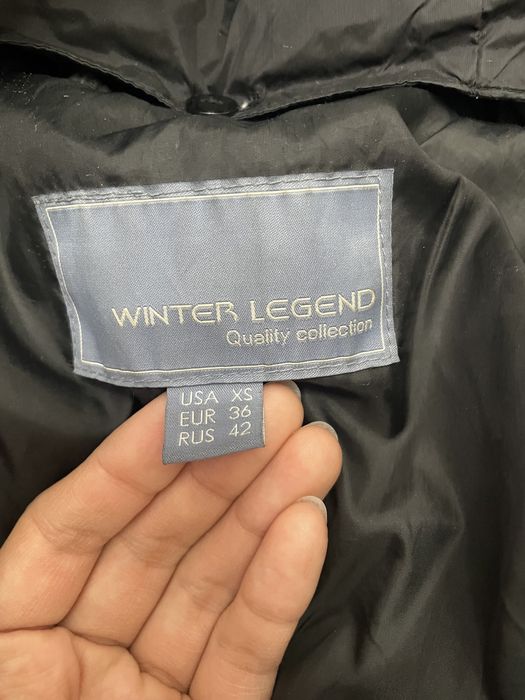 WINTER LEGEND
Quality collection
USA XS
EUR 36
RUS 42